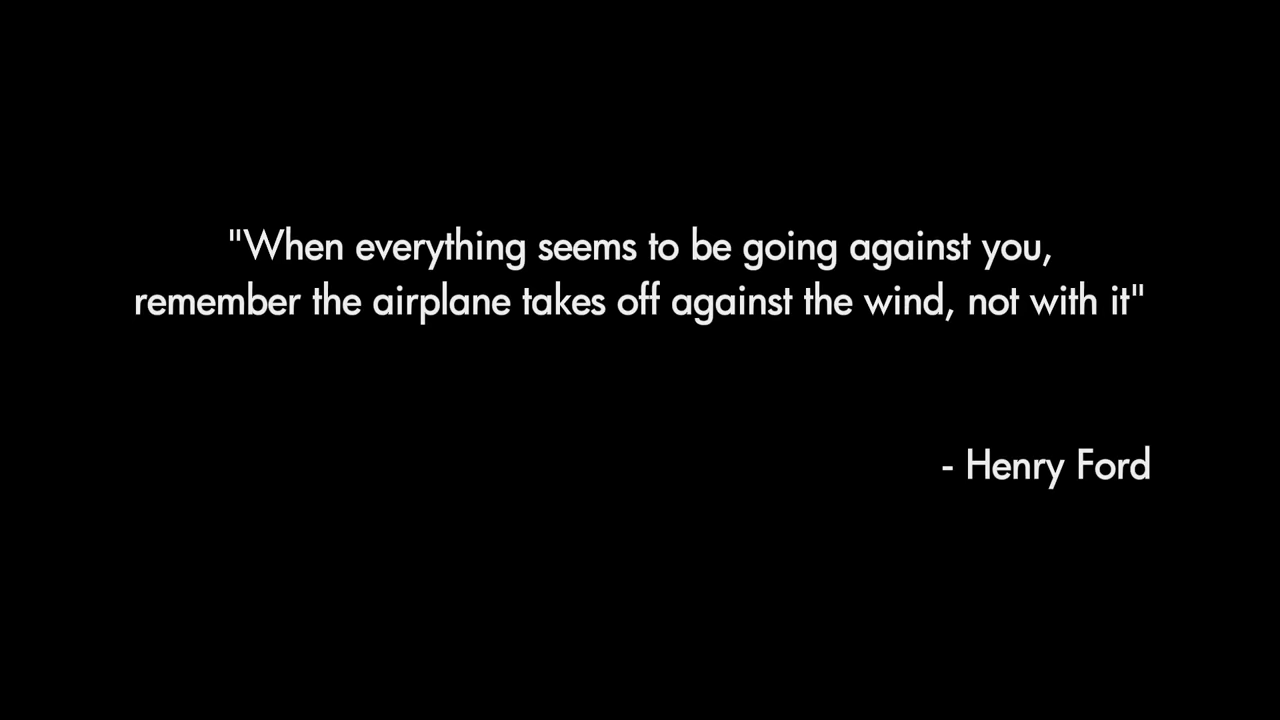 "When everything seems to be going against you,
remember the airplane takes off against the wind, not with it"
- Henry Ford